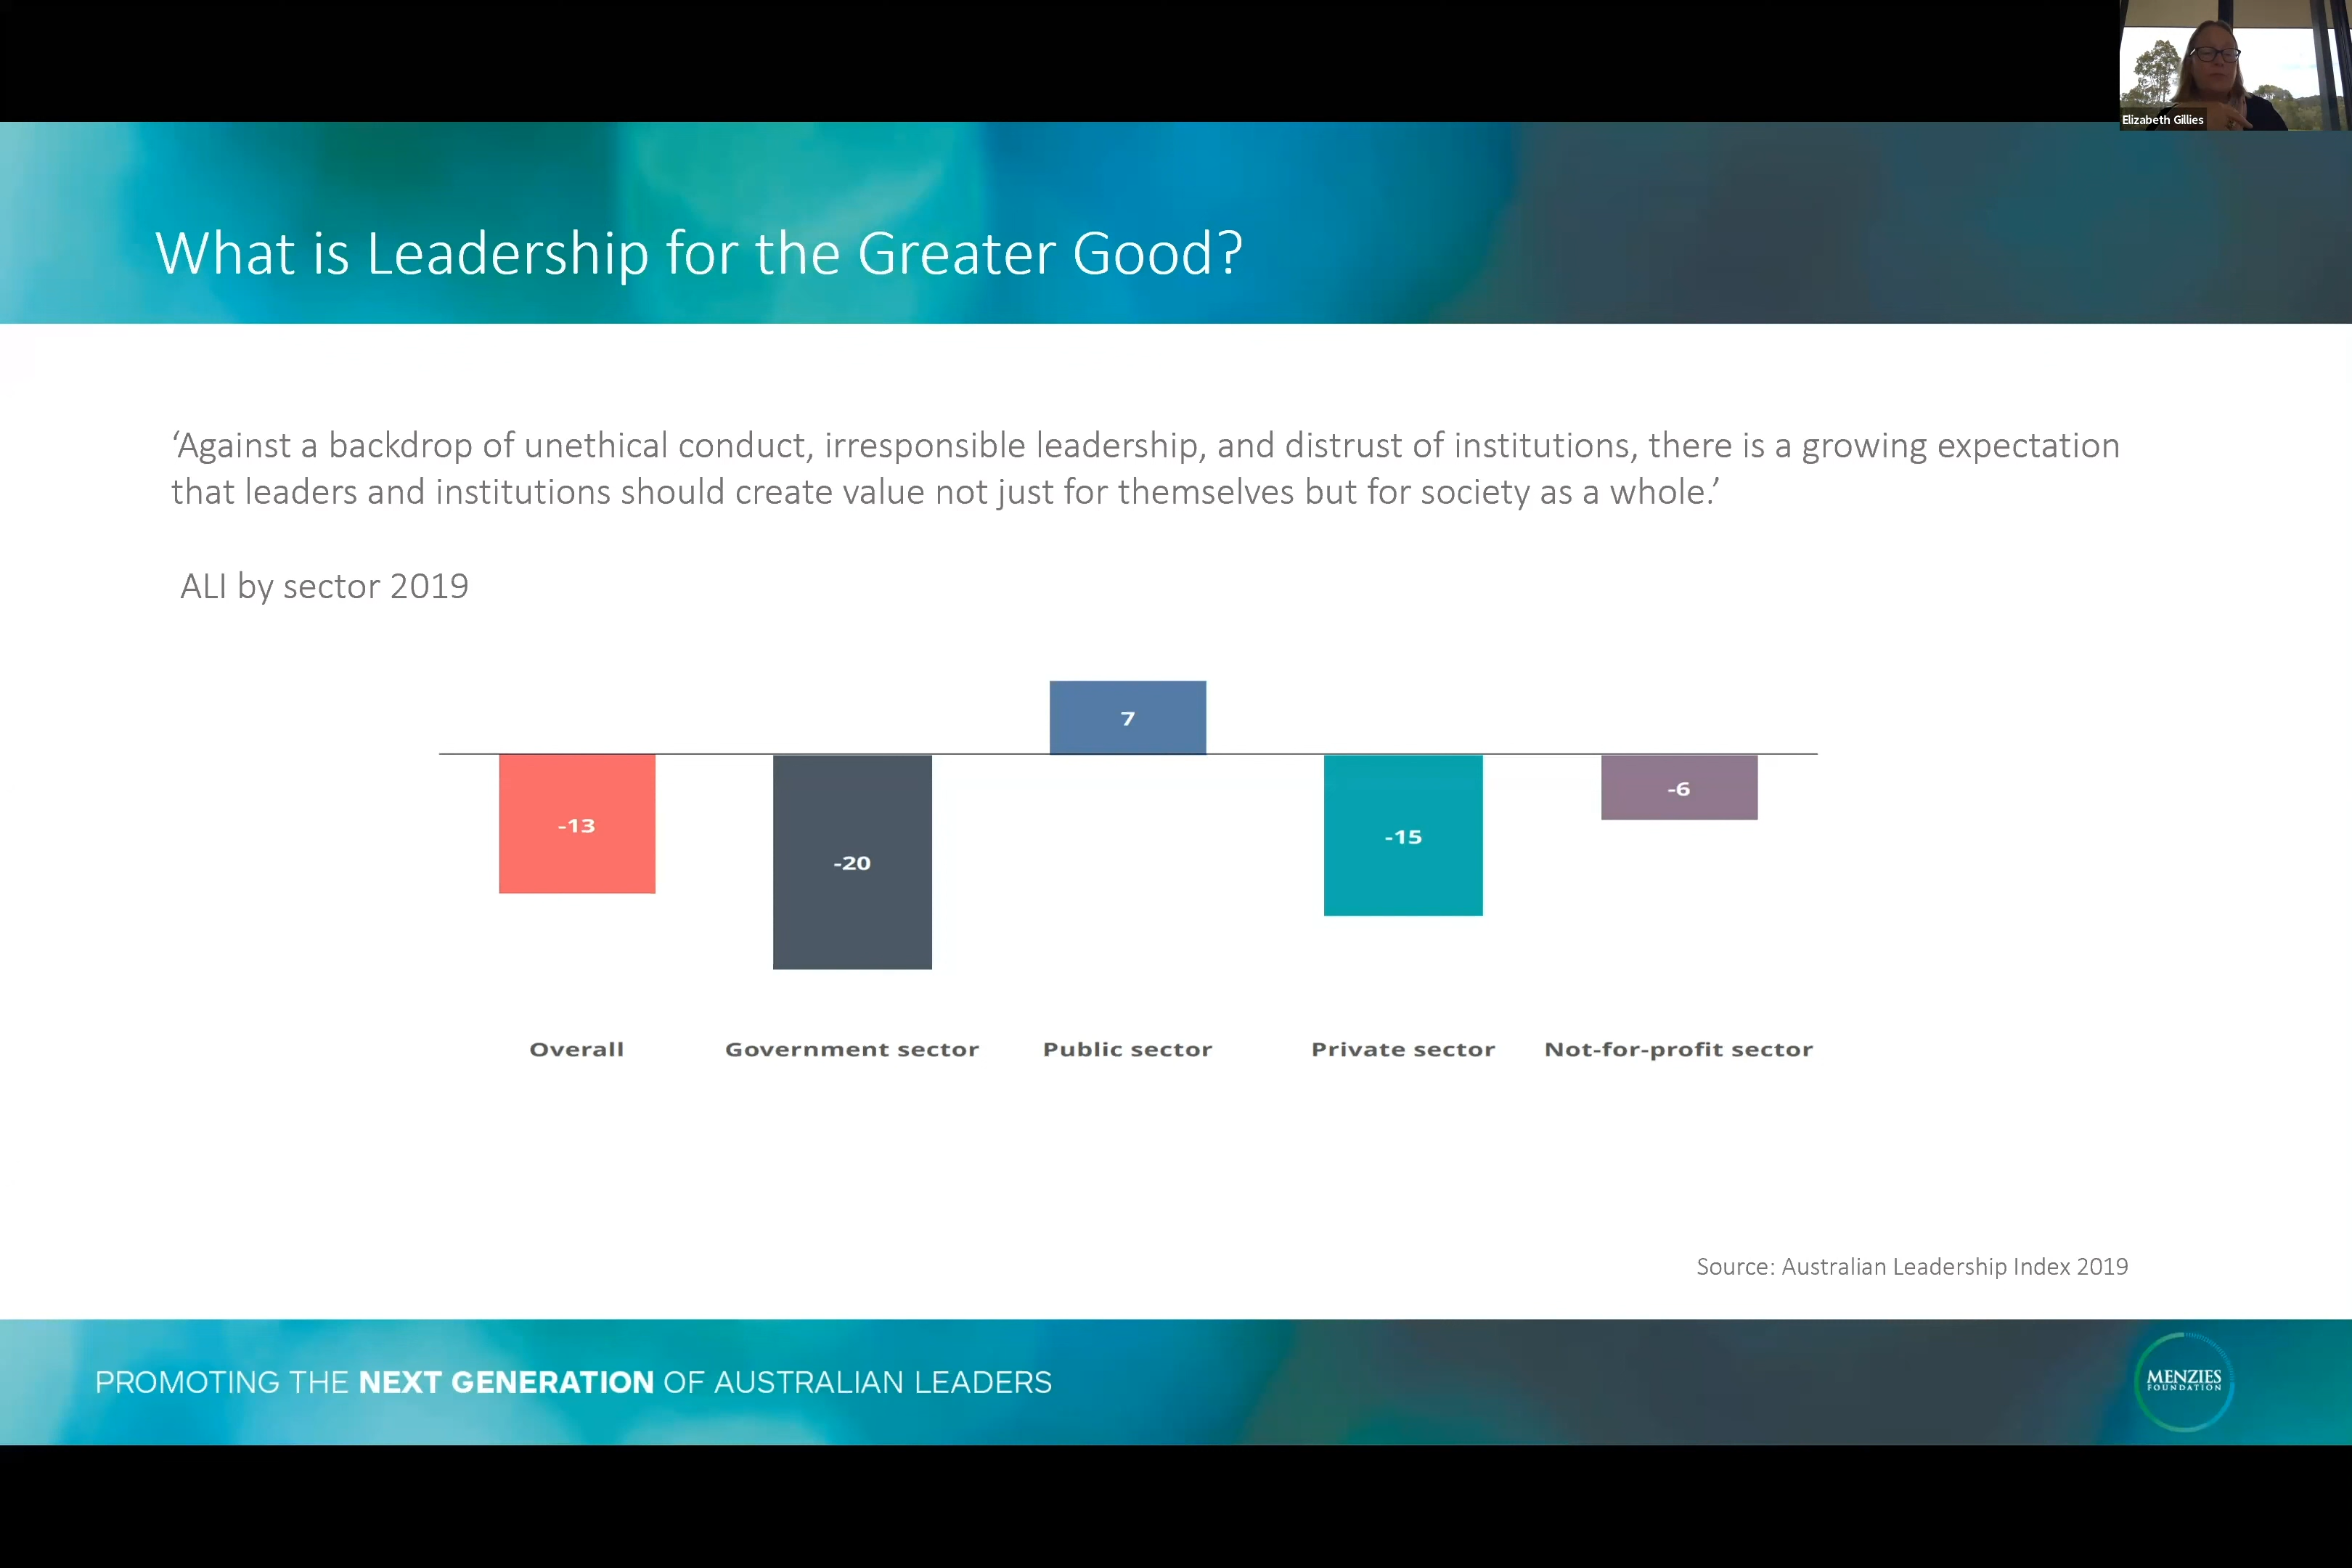 Elizabeth Gillies
What is Leadership for the Greater Good?
‘Against a backdrop of unethical conduct, irresponsible leadership, and distrust of institutions, there is a growing expectation
that leaders and institutions should create value not just for themselves but for society as a whole.’
ALI by sector 2019
7
-13
-20
-15
-6
Overall
Government sector
Public sector
Private sector
Not-for-profit sector
Source: Australian Leadership Index 2019
PROMOTING THE NEXT GENERATION OF AUSTRALIAN LEADERS
MENZIES
FOUNDATION